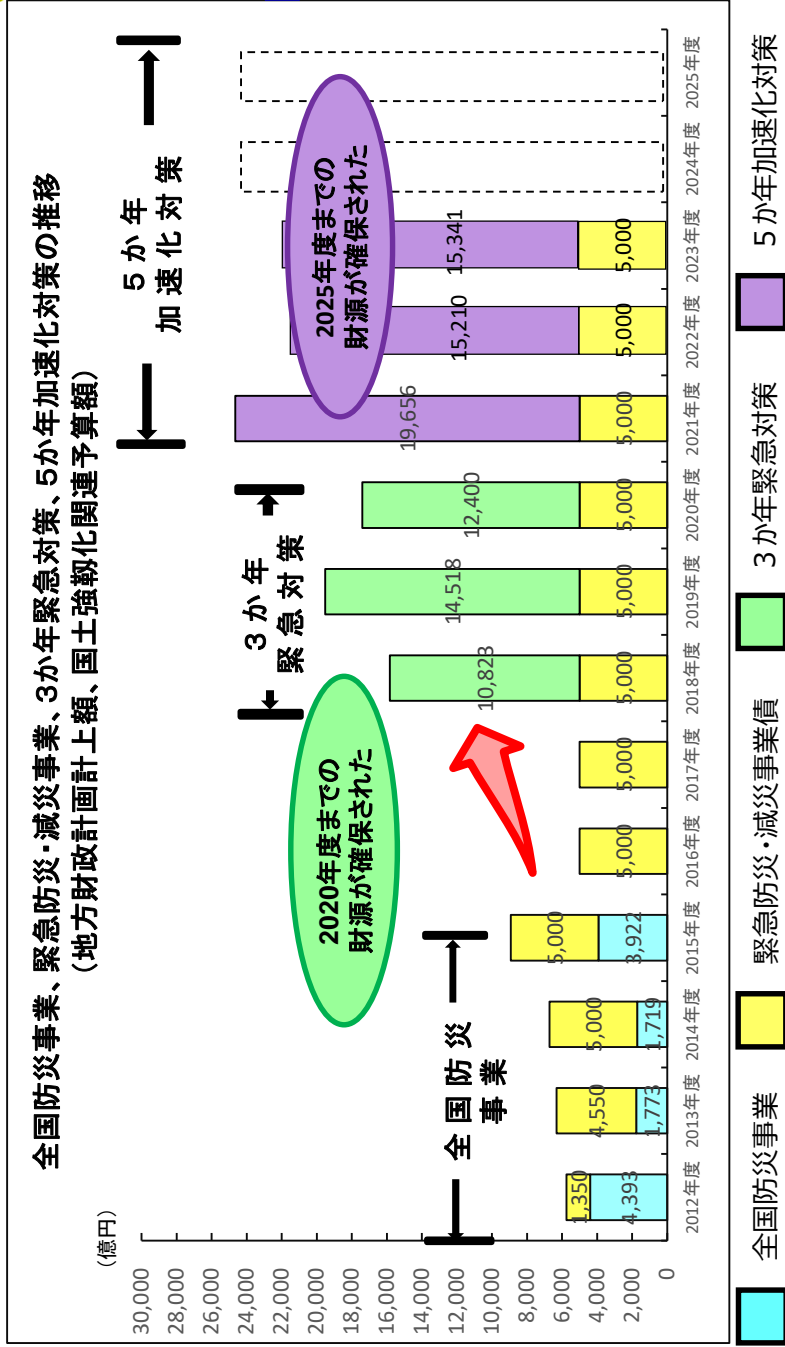 全国防災事業、緊急防災・減災事業、3か年緊急対策、5か年加速化対策の推移
（地方財政計画計上額、国土強靱化関連予算額）
(億円)
30,000
28,000
26,000
24,000
22,000
20,000
18,000
16,000
14,000
12,000
10,000
8,000
6,000
4,000
2,000
0
全国防災
事業
2020年度までの
財源が確保された
3か年
緊急対策
5か年
加速化対策
2025年度までの
財源が確保された
1,350
4,393
4,550
1,773
5,000
1,719
5,000
3,922
5,000
5,000
10,823
5,000
14,518
5,000
12,400
5,000
19,656
5,000
15,210
5,000
15,341
5,000
2012年度
2013年度
2014年度
2015年度
2016年度
2017年度
2018年度
2019年度
2020年度
2021年度
2022年度
2023年度
2024年度
2025年度
全国防災事業
緊急防災・減災事業債
3か年緊急対策
5か年加速化対策